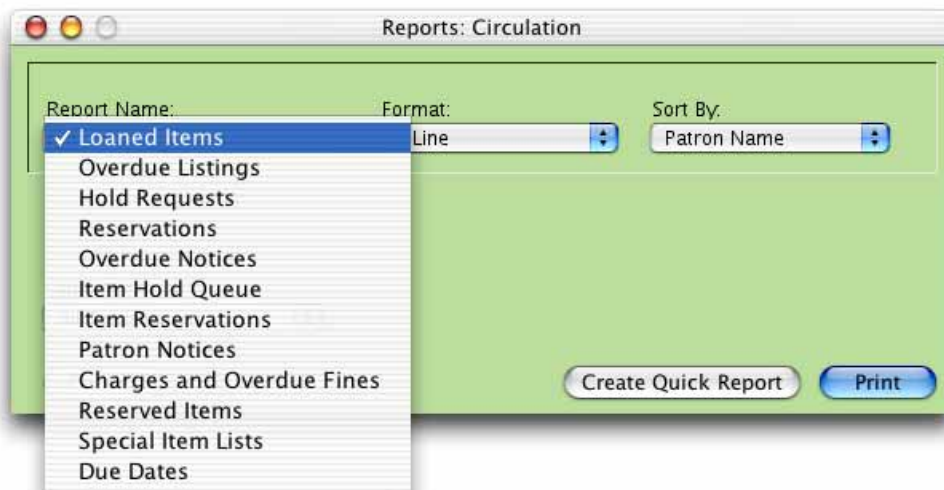 Reports: Circulation
Report Name: Format: Sort By:
✓ Loaned Items Line Patron Name
Overdue Listings
Hold Requests
Reservations
Overdue Notices
Item Hold Queue
Item Reservations
Patron Notices
Charges and Overdue Fines Create Quick Report Print
Reserved Items
Special Item Lists
Due Dates